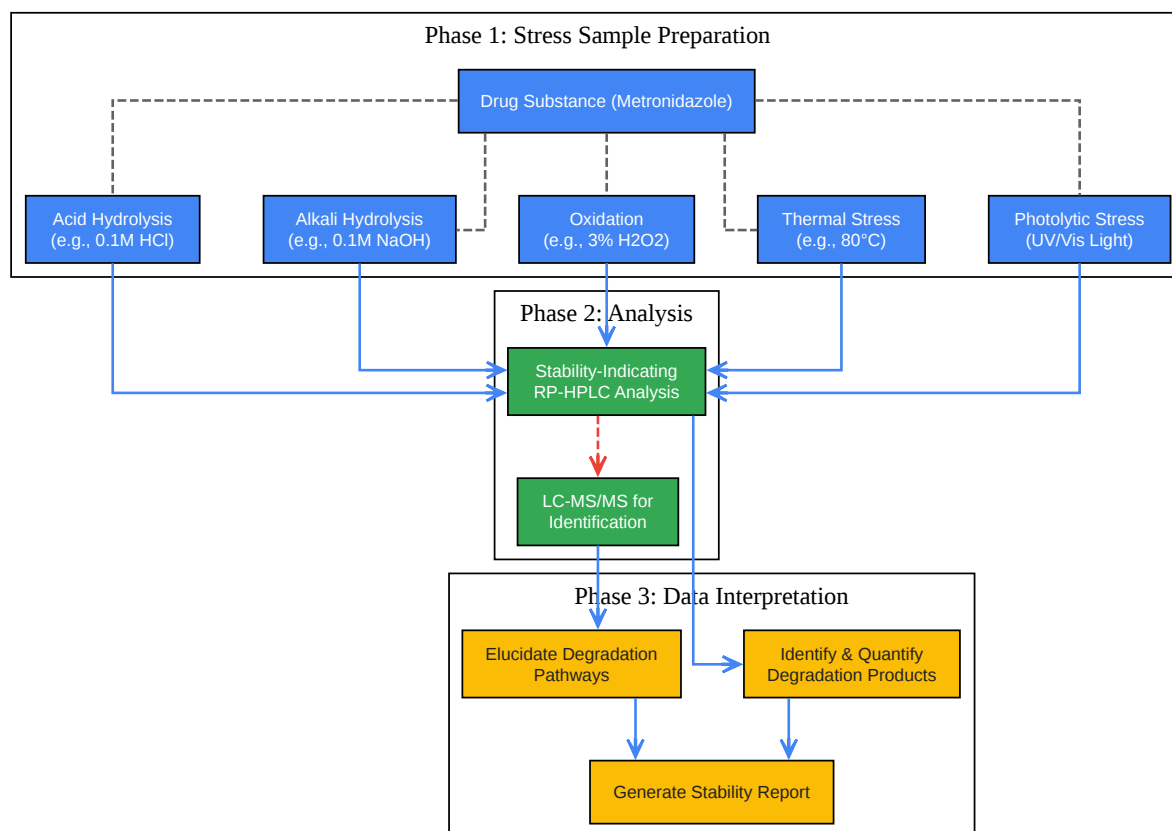 Phase 1: Stress Sample Preparation
Drug Substance (Metronidazole)
Acid Hydrolysis
(e.g., 0.1M HCl)
Alkali Hydrolysis
(e.g., 0.1M NaOH)
Oxidation
(e.g., 3% H2O2)
Thermal Stress
(e.g., 80°C)
Photolytic Stress
(UV/Vis Light)
Phase 2: Analysis
Stability-Indicating
RP-HPLC Analysis
LC-MS/MS for
Identification
Phase 3: Data Interpretation
Elucidate Degradation
Pathways
Identify & Quantify
Degradation Products
Generate Stability Report